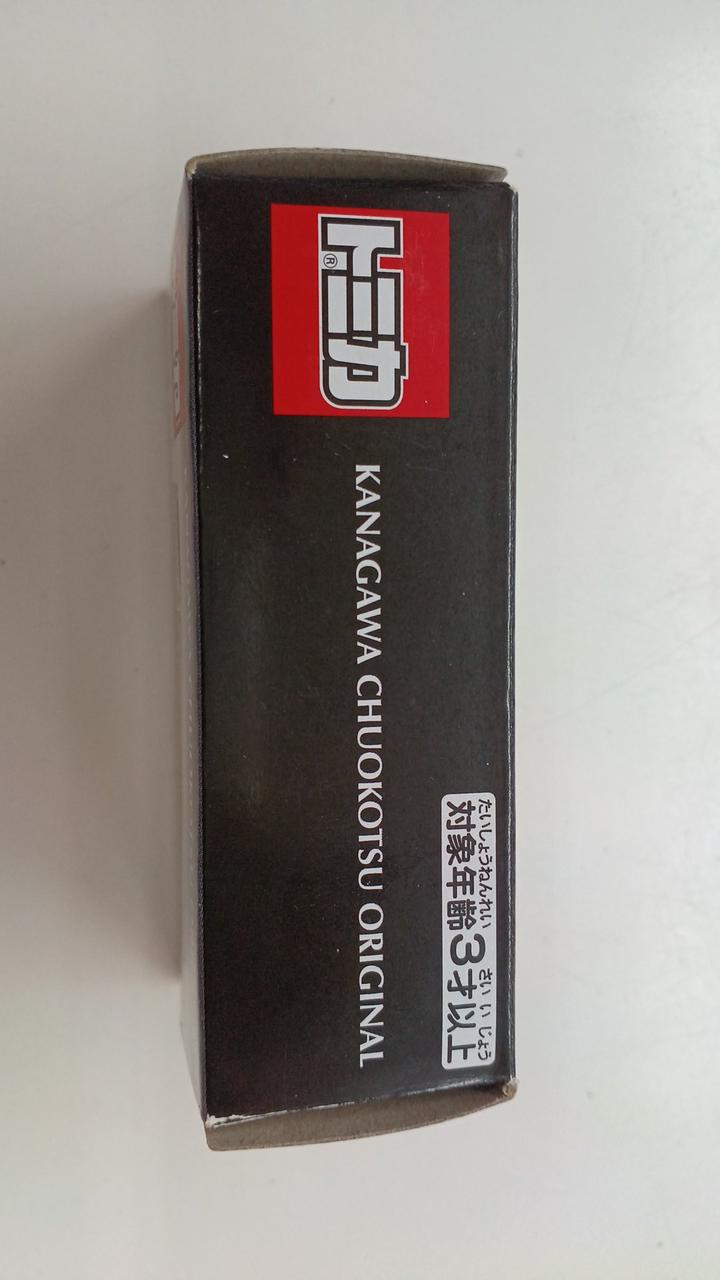 トミカ
®
KANAGAWA CHUOKOTSU ORIGINAL
たいしょうねんれい さい い じょう
対象年齢3才以上